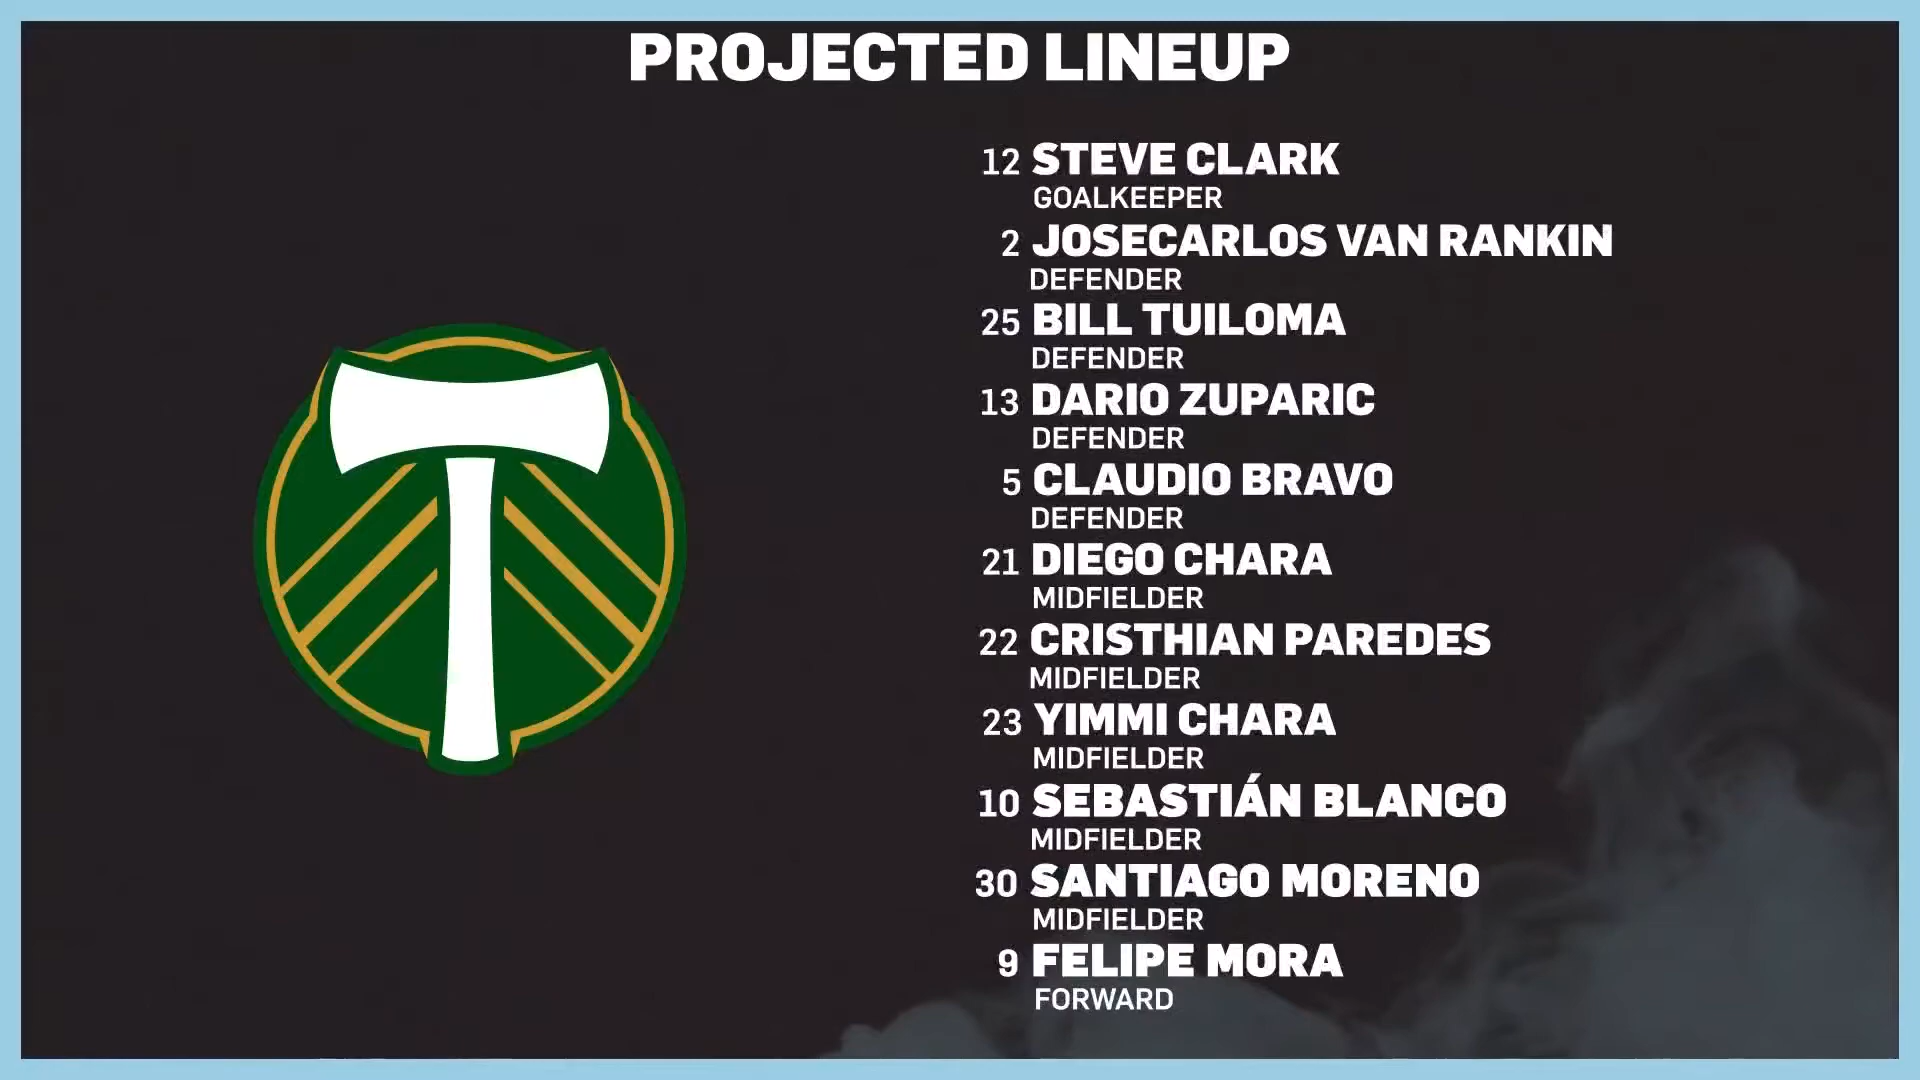 PROJECTED LINEUP
12 STEVE CLARK
GOALKEEPER
2 JOSECARLOS VAN RANKIN
DEFENDER
25 BILL TUILOMA
DEFENDER
13 DARIO ZUPARIC
DEFENDER
5 CLAUDIO BRAVO
DEFENDER
21 DIEGO CHARA
MIDFIELDER
22 CRISTHIAN PAREDES
MIDFIELDER
23 YIMMI CHARA
MIDFIELDER
10 SEBASTIÁN BLANCO
MIDFIELDER
30 SANTIAGO MORENO
MIDFIELDER
9 FELIPE MORA
FORWARD